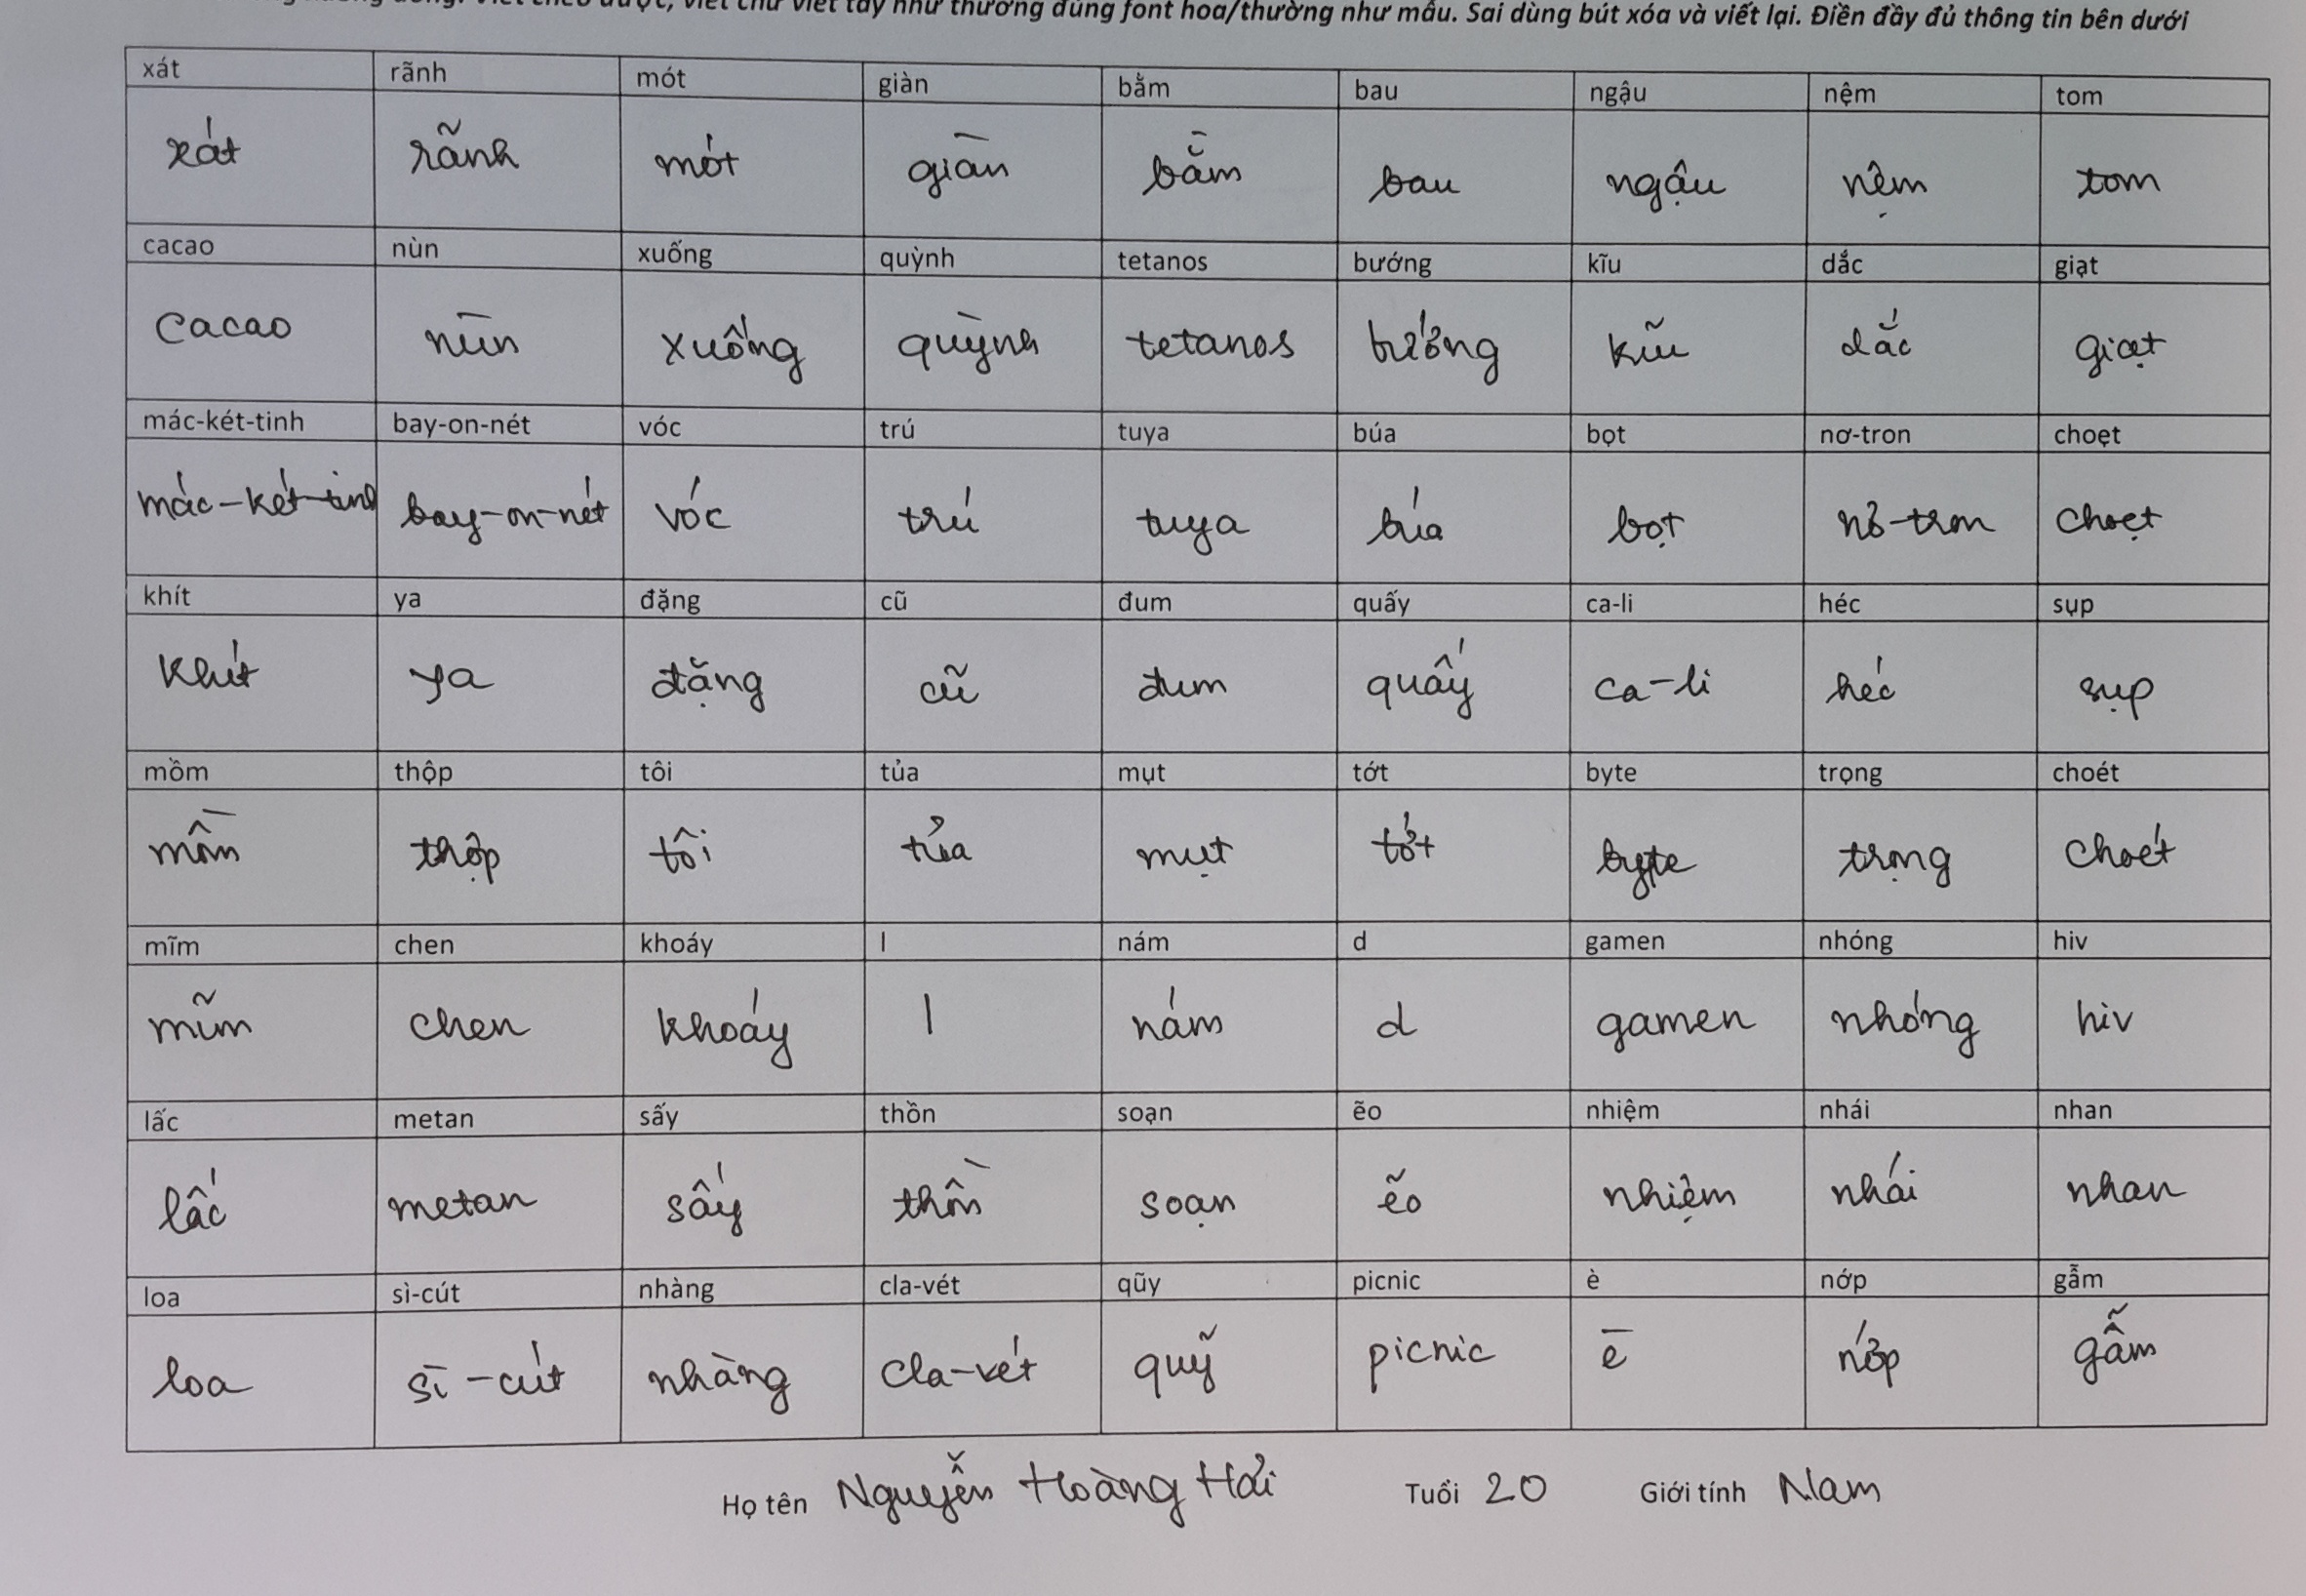 viết chữ viết tay như thường dùng font hoa/thường như mẫu. Sai dùng bút xóa và viết lại. Điền đầy đủ thông tin bên dưới
xát rãnh mót giàn bằm bau ngậu nệm tom
xát rãnh mót giàn bằm bau ngậu nệm tom
cacao nùn xuống quỳnh tetanos bướng kĩu dắc giạt
cacao nùn xuống quỳnh tetanos bướng kĩu dắc giạt
mác-két-tinh bay-on-nét vóc trú tuya búa bọt nơ-tron choẹt
mác-két-tinh bay-on-nét vóc trú tuya búa bọt nơ-tron choẹt
khít ya đặng cũ đum quấy ca-li héc sụp
khít ya đặng cũ đum quấy ca-li héc sụp
mồm thộp tôi tủa mụt tớt byte trọng choét
mồm thộp tôi tủa mụt tớt byte trọng choét
mĩm chen khoáy l nám d gamen nhóng hiv
mĩm chen khoáy l nám d gamen nhóng hiv
lấc metan sấy thồn soạn ẽo nhiệm nhái nhan
lấc metan sấy thồn soạn ẽo nhiệm nhái nhan
loa sì-cút nhàng cla-vét qũy picnic è nớp gẫm
loa sì-cút nhàng cla-vét quỹ picnic è nớp gẫm
Họ tên Nguyễn Hoàng Hải Tuổi 20 Giới tính Nam